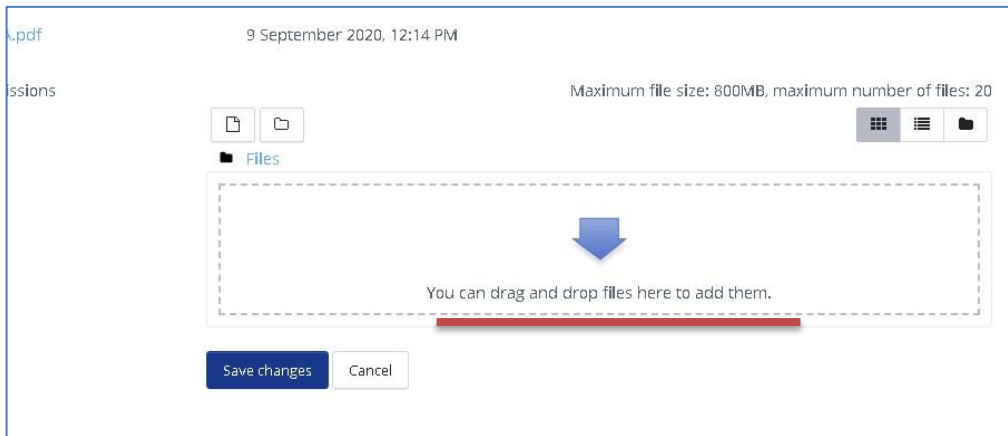 .pdf
9 September 2020, 12:14 PM
issions
Maximum file size: 800MB, maximum number of files: 20
Files
You can drag and drop files here to add them.
Save changes
Cancel